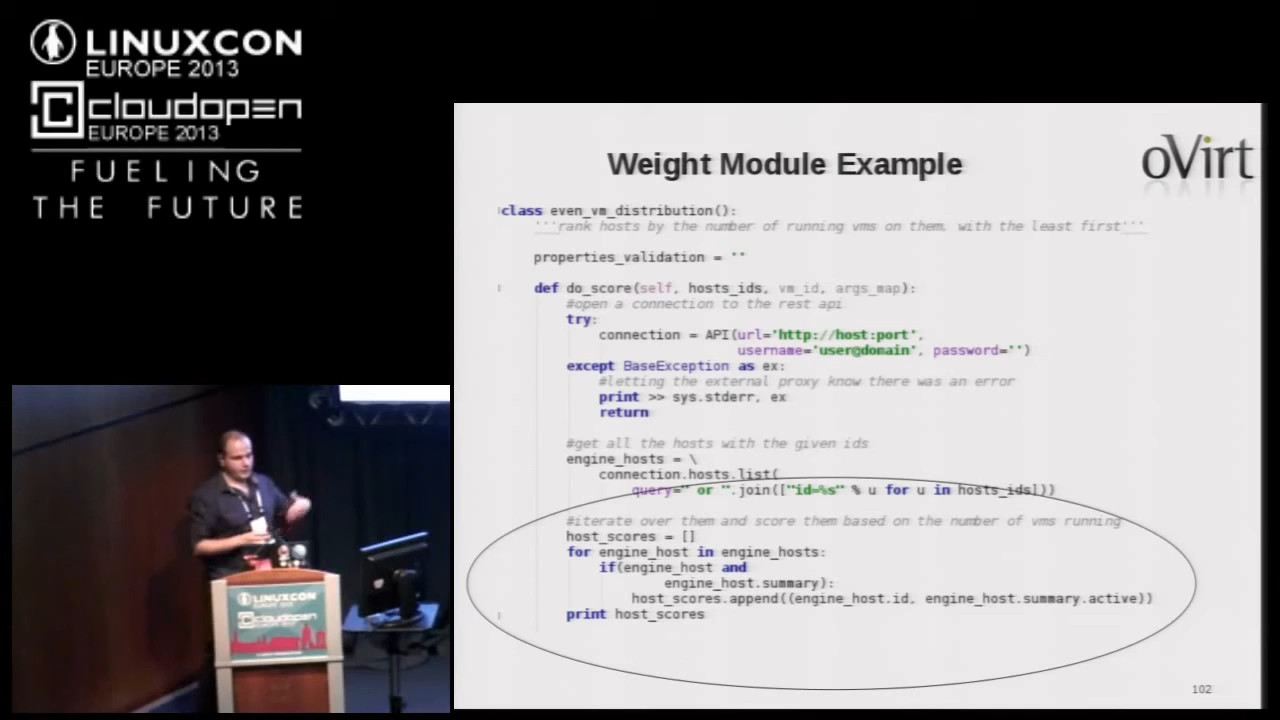 LINUXCON
EUROPE 2013
cloudopen
EUROPE 2013
FUELING
THE FUTURE
Weight Module Example
oVirt
class even_vm_distribution():
'''rank hosts by the number of running vms on them, with the least first'''
properties_validation = ''
def do_score(self, hosts_ids, vm_id, args_map):
#open a connection to the rest api
try:
connection = API(url='http://host:port',
username='user@domain', password='')
except BaseException as ex:
#letting the external proxy know there was an error
print >> sys.stderr, ex
return
#get all the hosts with the given ids
engine_hosts = \
connection.hosts.list(
query=" or ".join(["id=%s" % u for u in hosts_ids]))
#iterate over them and score them based on the number of vms running
host_scores = []
for engine_host in engine_hosts:
if(engine_host and
engine_host.summary):
host_scores.append((engine_host.id, engine_host.summary.active))
print host_scores
102
LINUXCON
cloudopen